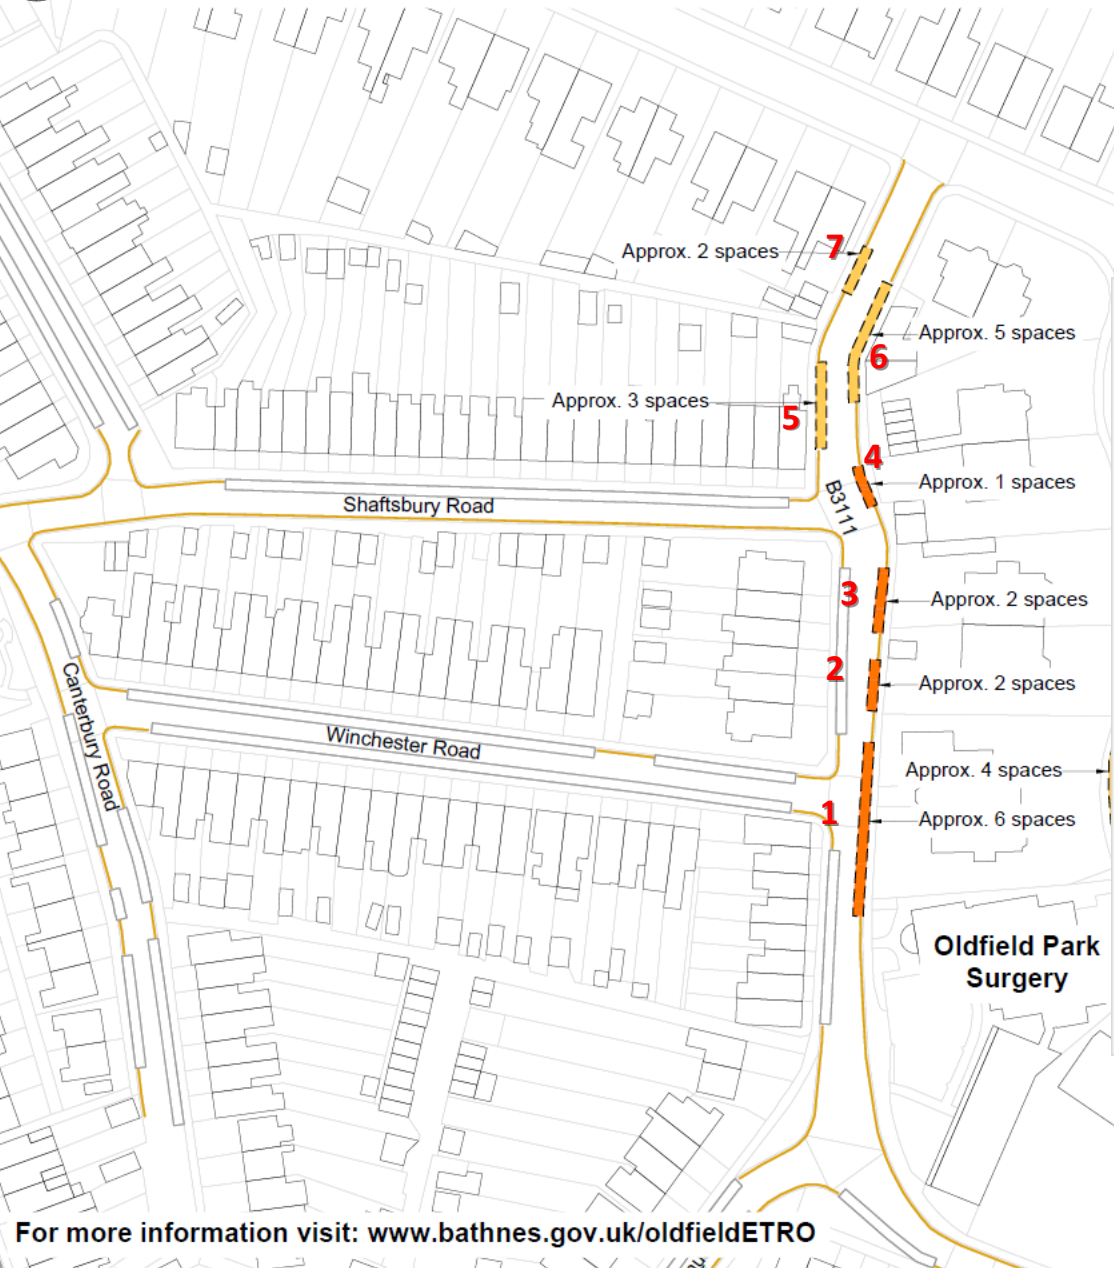 7
Approx. 2 spaces
Approx. 5 spaces
6
Approx. 3 spaces
5
4
Approx. 1 spaces
B3111
Shaftsbury Road
3
Approx. 2 spaces
2
Approx. 2 spaces
Canterbury Road
Winchester Road
Approx. 4 spaces
1
Approx. 6 spaces
Oldfield Park
Surgery
For more information visit: www.bathnes.gov.uk/oldfieldETRO